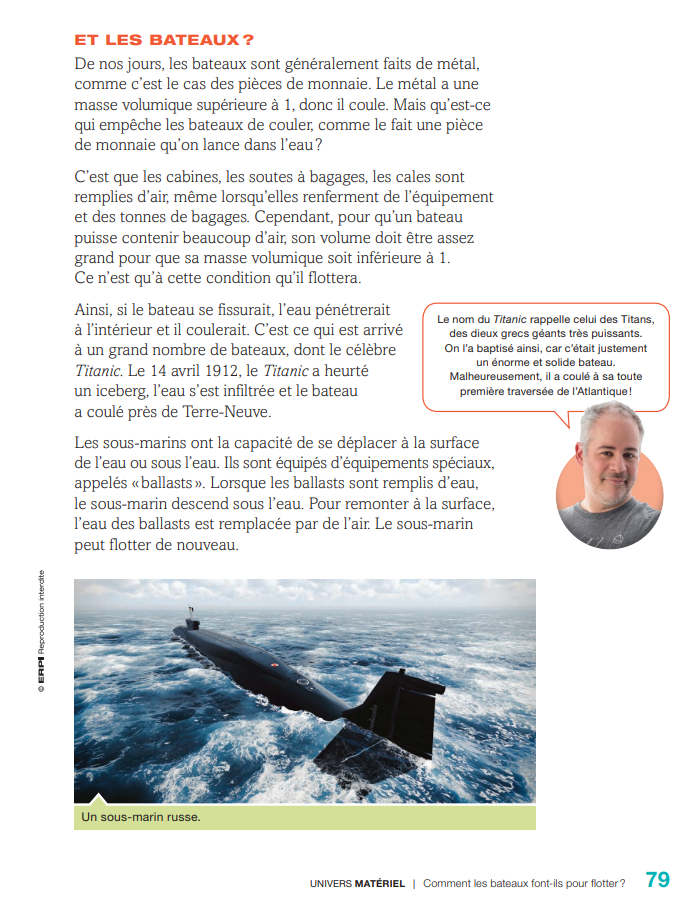 ET LES BATEAUX ?
De nos jours, les bateaux sont généralement faits de métal,
comme c'est le cas des pièces de monnaie. Le métal a une
masse volumique supérieure à 1, donc il coule. Mais qu'est-ce
qui empêche les bateaux de couler, comme le fait une pièce
de monnaie qu'on lance dans l'eau ?
C'est que les cabines, les soutes à bagages, les cales sont
remplies d'air, même lorsqu'elles renferment de l'équipement
et des tonnes de bagages. Cependant, pour qu'un bateau
puisse contenir beaucoup d'air, son volume doit être assez
grand pour que sa masse volumique soit inférieure à 1.
Ce n'est qu'à cette condition qu'il flottera.
Ainsi, si le bateau se fissurait, l'eau pénétrerait
à l'intérieur et il coulerait. C'est ce qui est arrivé
à un grand nombre de bateaux, dont le célèbre
Titanic. Le 14 avril 1912, le Titanic a heurté
un iceberg, l'eau s'est infiltrée et le bateau
a coulé près de Terre-Neuve.
Le nom du Titanic rappelle celui des Titans,
des dieux grecs géants très puissants.
On l'a baptisé ainsi, car c'était justement
un énorme et solide bateau.
Malheureusement, il a coulé à sa toute
première traversée de l'Atlantique !
Les sous-marins ont la capacité de se déplacer à la surface
de l'eau ou sous l'eau. Ils sont équipés d'équipements spéciaux,
appelés « ballasts ». Lorsque les ballasts sont remplis d'eau,
le sous-marin descend sous l'eau. Pour remonter à la surface,
l'eau des ballasts est remplacée par de l'air. Le sous-marin
peut flotter de nouveau.
© ERPI Reproduction interdite
Un sous-marin russe.
UNIVERS MATÉRIEL | Comment les bateaux font-ils pour flotter ? 79